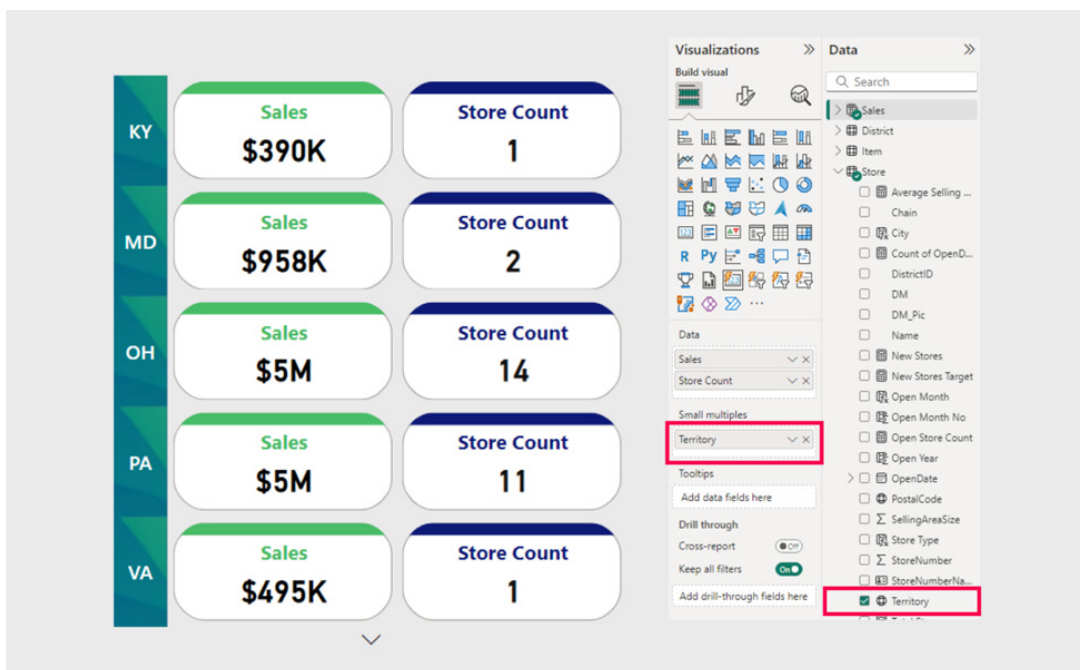 KY
Sales
$390K
Store Count
1
MD
Sales
$958K
Store Count
2
OH
Sales
$5M
Store Count
14
PA
Sales
$5M
Store Count
11
VA
Sales
$495K
Store Count
1
Visualizations
Build visual
R Py
123
Data
Sales
Store Count
Small multiples
Territory
Tooltips
Add data fields here
Drill through
Cross-report
Off
Keep all filters
On
Add drill-through fields here
Data
Search
Sales
District
Item
Store
Average Selling ...
Chain
City
Count of OpenD...
DistrictID
DM
DM_Pic
Name
New Stores
New Stores Target
Open Month
Open Month No
Open Store Count
Open Year
OpenDate
PostalCode
SellingAreaSize
Store Type
StoreNumber
StoreNumberNa...
Territory